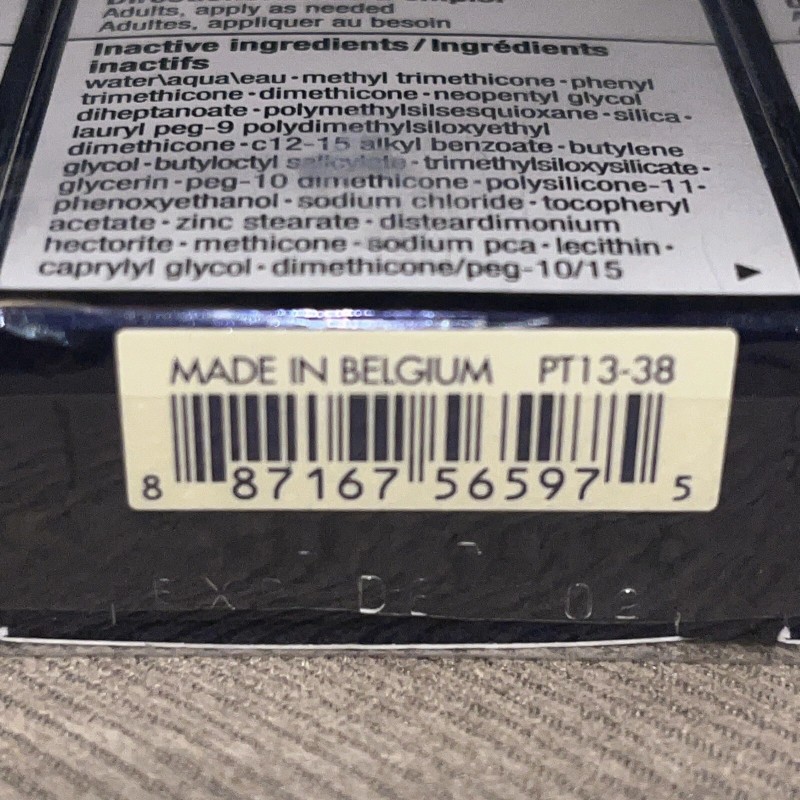 Adults, apply as needed
Adultes, appliquer au besoin
Inactive ingredients / Ingrédients
inactifs
water\aqua\eau • methyl trimethicone • phenyl
trimethicone • dimethicone • neopentyl glycol
diheptanoate • polymethylsilsesquioxane • silica •
lauryl peg-9 polydimethylsiloxyethyl
dimethicone • c12-15 alkyl benzoate • butylene
glycol • butyloctyl salicylate • trimethylsiloxysilicate •
glycerin • peg-10 dimethicone • polysilicone-11 •
phenoxyethanol • sodium chloride • tocopheryl
acetate • zinc stearate • disteardimonium
hectorite • methicone • sodium pca • lecithin •
caprylyl glycol • dimethicone/peg-10/15
MADE IN BELGIUM PT13-38
8 87167 56597 5